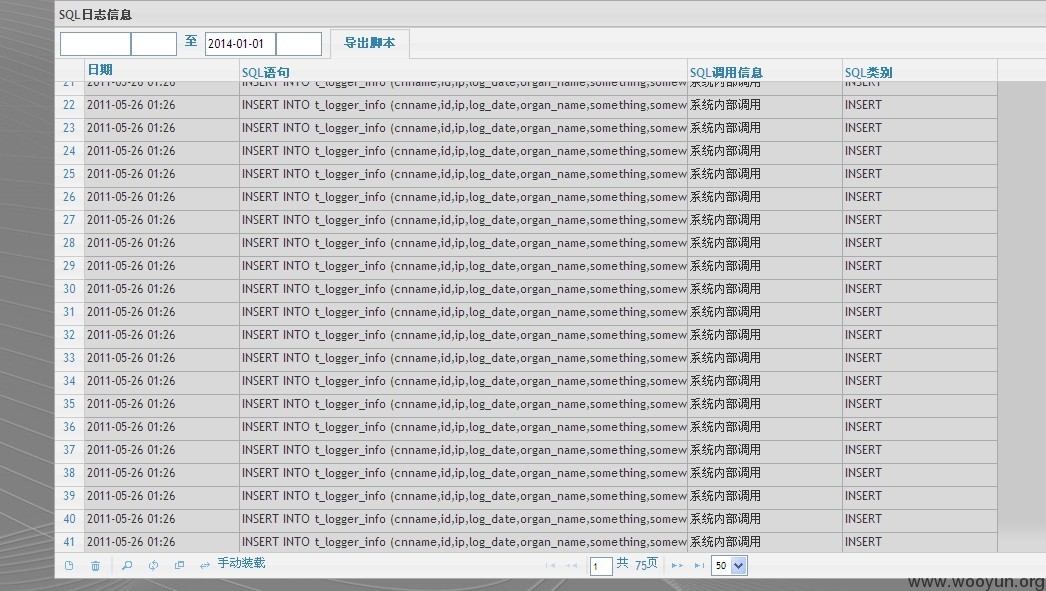 SQL日志信息
至 2014-01-01 导出脚本
日期 SQL语句 SQL调用信息 SQL类别
21 2011-05-26 01:26 INSERT INTO t_logger_info (cnname,id,ip,log_date,organ_name,something,somew 系统内部调用 INSERT
22 2011-05-26 01:26 INSERT INTO t_logger_info (cnname,id,ip,log_date,organ_name,something,somew 系统内部调用 INSERT
23 2011-05-26 01:26 INSERT INTO t_logger_info (cnname,id,ip,log_date,organ_name,something,somew 系统内部调用 INSERT
24 2011-05-26 01:26 INSERT INTO t_logger_info (cnname,id,ip,log_date,organ_name,something,somew 系统内部调用 INSERT
25 2011-05-26 01:26 INSERT INTO t_logger_info (cnname,id,ip,log_date,organ_name,something,somew 系统内部调用 INSERT
26 2011-05-26 01:26 INSERT INTO t_logger_info (cnname,id,ip,log_date,organ_name,something,somew 系统内部调用 INSERT
27 2011-05-26 01:26 INSERT INTO t_logger_info (cnname,id,ip,log_date,organ_name,something,somew 系统内部调用 INSERT
28 2011-05-26 01:26 INSERT INTO t_logger_info (cnname,id,ip,log_date,organ_name,something,somew 系统内部调用 INSERT
29 2011-05-26 01:26 INSERT INTO t_logger_info (cnname,id,ip,log_date,organ_name,something,somew 系统内部调用 INSERT
30 2011-05-26 01:26 INSERT INTO t_logger_info (cnname,id,ip,log_date,organ_name,something,somew 系统内部调用 INSERT
31 2011-05-26 01:26 INSERT INTO t_logger_info (cnname,id,ip,log_date,organ_name,something,somew 系统内部调用 INSERT
32 2011-05-26 01:26 INSERT INTO t_logger_info (cnname,id,ip,log_date,organ_name,something,somew 系统内部调用 INSERT
33 2011-05-26 01:26 INSERT INTO t_logger_info (cnname,id,ip,log_date,organ_name,something,somew 系统内部调用 INSERT
34 2011-05-26 01:26 INSERT INTO t_logger_info (cnname,id,ip,log_date,organ_name,something,somew 系统内部调用 INSERT
35 2011-05-26 01:26 INSERT INTO t_logger_info (cnname,id,ip,log_date,organ_name,something,somew 系统内部调用 INSERT
36 2011-05-26 01:26 INSERT INTO t_logger_info (cnname,id,ip,log_date,organ_name,something,somew 系统内部调用 INSERT
37 2011-05-26 01:26 INSERT INTO t_logger_info (cnname,id,ip,log_date,organ_name,something,somew 系统内部调用 INSERT
38 2011-05-26 01:26 INSERT INTO t_logger_info (cnname,id,ip,log_date,organ_name,something,somew 系统内部调用 INSERT
39 2011-05-26 01:26 INSERT INTO t_logger_info (cnname,id,ip,log_date,organ_name,something,somew 系统内部调用 INSERT
40 2011-05-26 01:26 INSERT INTO t_logger_info (cnname,id,ip,log_date,organ_name,something,somew 系统内部调用 INSERT
41 2011-05-26 01:26 INSERT INTO t_logger_info (cnname,id,ip,log_date,organ_name,something,somew 系统内部调用 INSERT
手动装载 1 共 75页 50
www.wooyun.org